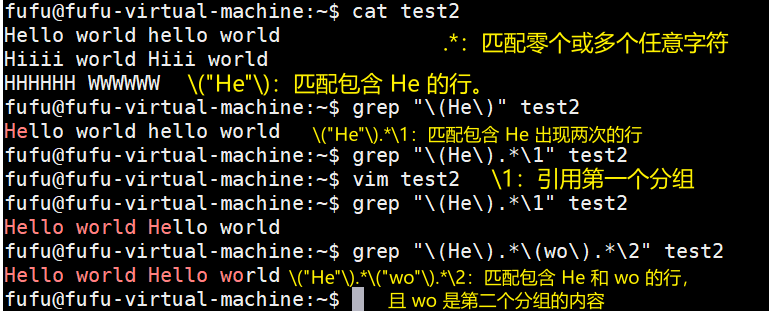 fufu@fufu-virtual-machine:~$ cat test2
Hello world hello world
.*：匹配零个或多个任意字符
Hiiii world Hiii world
HHHHHH WWWWWW \("He"\)：匹配包含 He 的行。
fufu@fufu-virtual-machine:~$ grep "\(He\)" test2
Hello world hello world \("He"\).*\1：匹配包含 He 出现两次的行
fufu@fufu-virtual-machine:~$ grep "\(He\).*\1" test2
fufu@fufu-virtual-machine:~$ vim test2 \1：引用第一个分组
fufu@fufu-virtual-machine:~$ grep "\(He\).*\1" test2
Hello world Hello world
fufu@fufu-virtual-machine:~$ grep "\(He\).*\(wo\).*\2" test2
Hello world Hello world \("He"\).*\("wo"\).*\2：匹配包含 He 和 wo 的行，
fufu@fufu-virtual-machine:~$ 且 wo 是第二个分组的内容